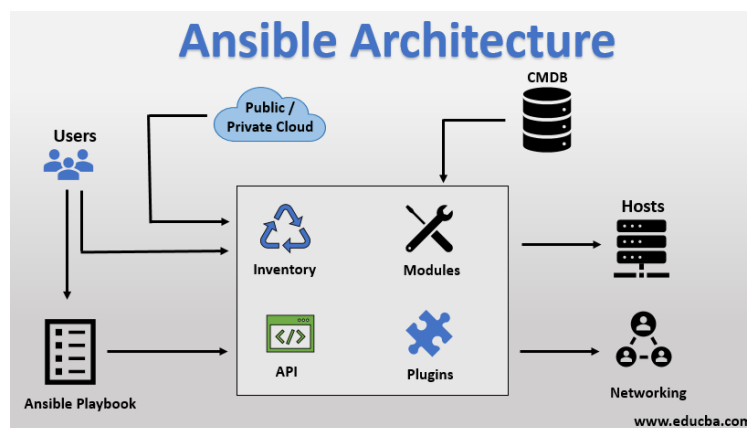 Ansible Architecture
CMDB
Public /
Private Cloud
Users
Hosts
Inventory
Modules
</>
API
Plugins
Ansible Playbook
Networking
www.educba.com